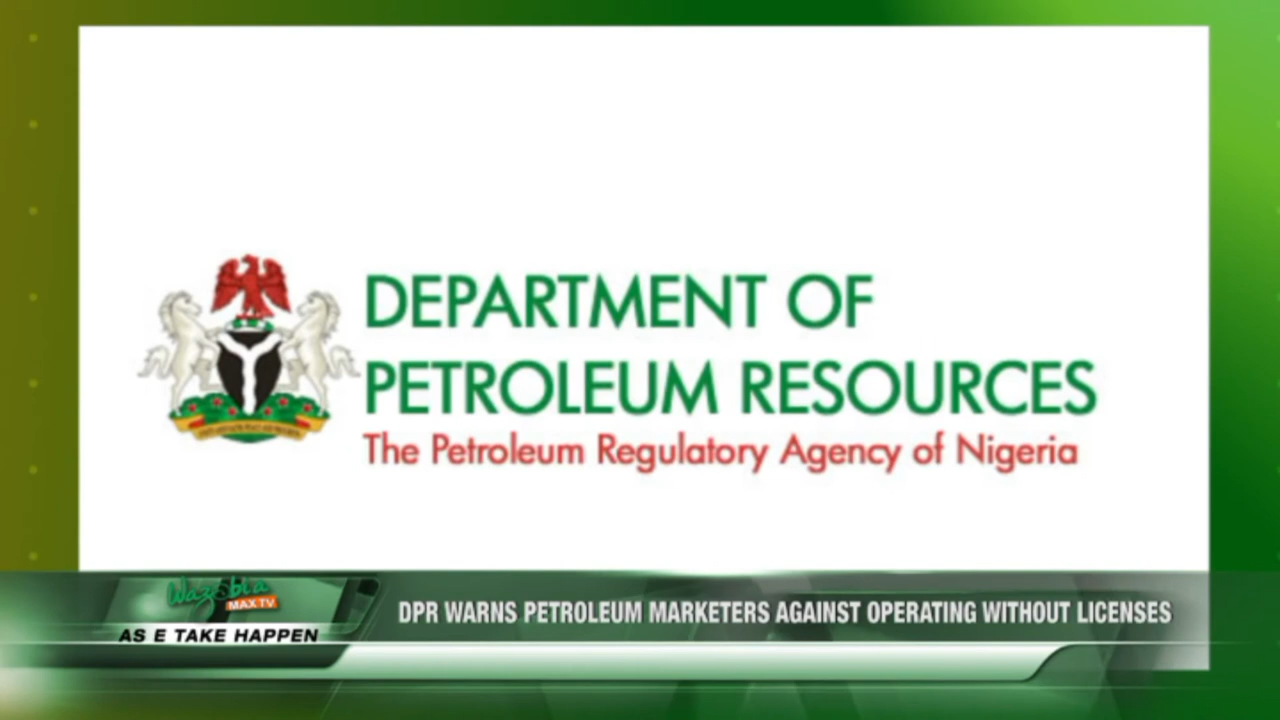 DEPARTMENT OF
PETROLEUM RESOURCES
The Petroleum Regulatory Agency of Nigeria
Wazobia
MAX TV
AS E TAKE HAPPEN
DPR WARNS PETROLEUM MARKETERS AGAINST OPERATING WITHOUT LICENSES